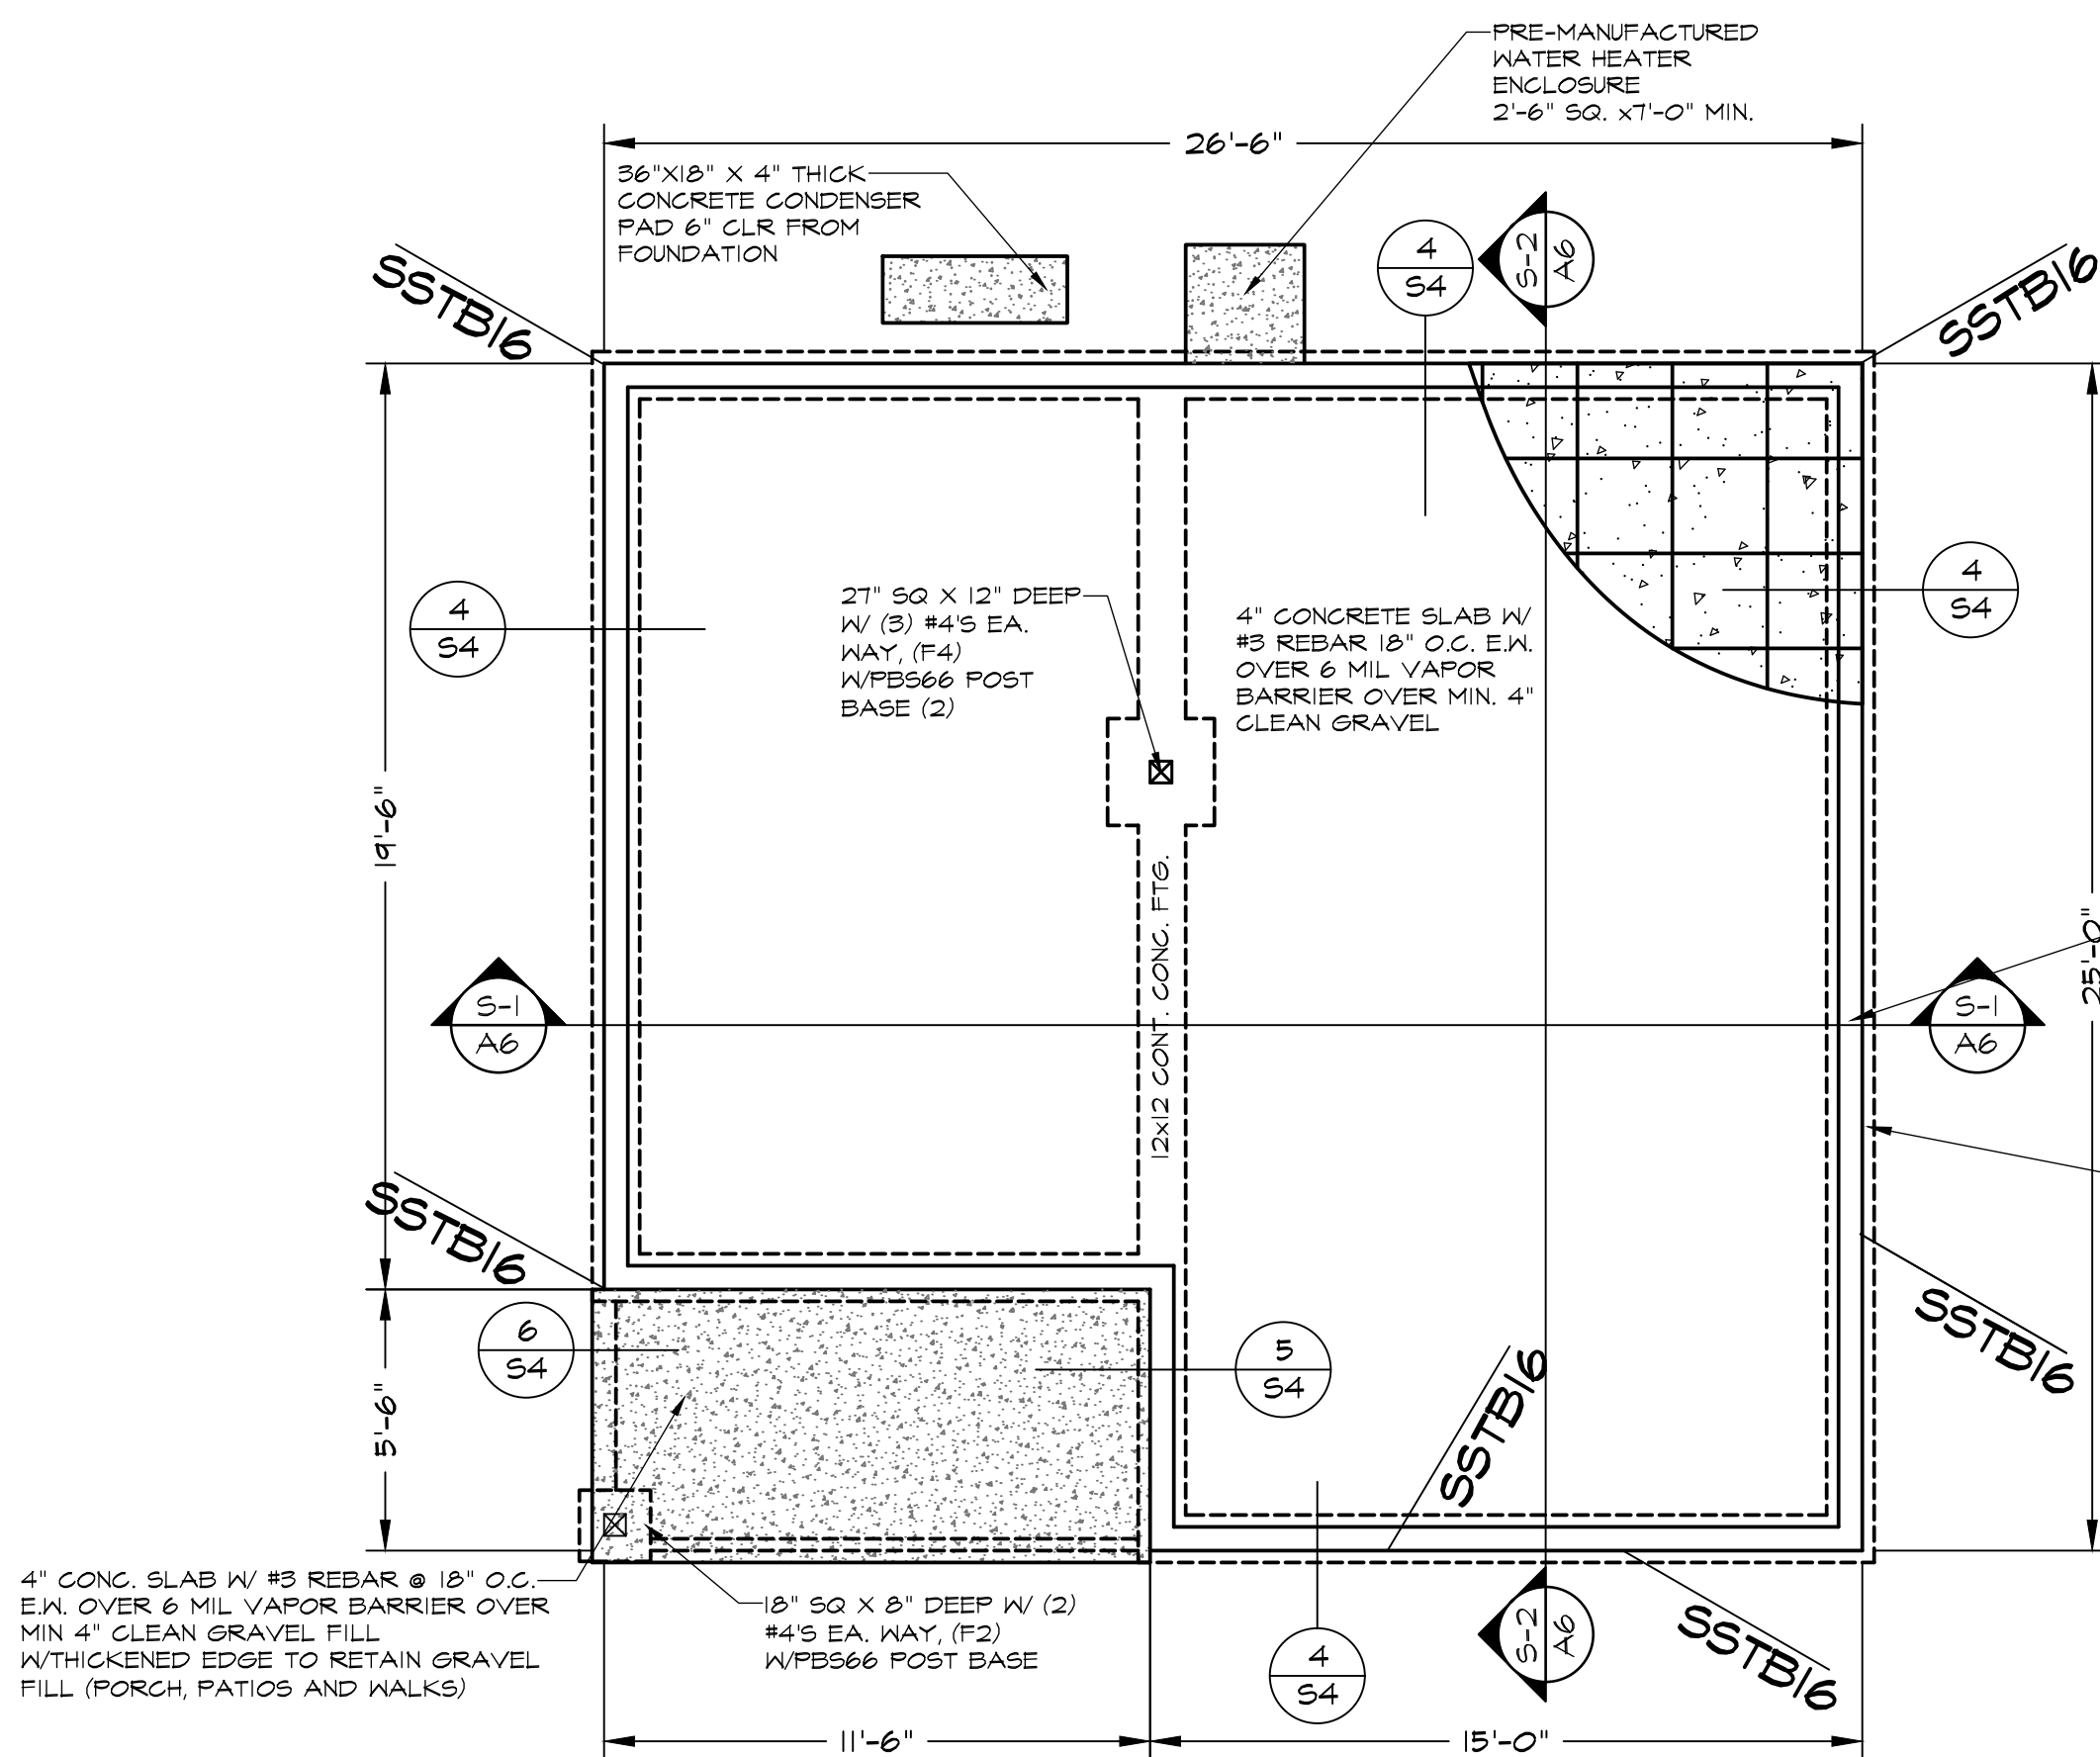 PRE-MANUFACTURED
WATER HEATER
ENCLOSURE
2'-6" SQ. x7'-0" MIN.
26'-6"
36"X18" X 4" THICK
CONCRETE CONDENSER
PAD 6" CLR FROM
FOUNDATION
4
S4
S-2
A6
SSTB16
SSTB16
4
S4
27" SQ X 12" DEEP
W/ (3) #4'S EA.
WAY, (F4)
W/PBS66 POST
BASE (2)
4" CONCRETE SLAB W/
#3 REBAR 18" O.C. E.W.
OVER 6 MIL VAPOR
BARRIER OVER MIN. 4"
CLEAN GRAVEL
4
S4
19'-6"
12x12 CONT. CONC. FTG.
25'-0"
S-1
A6
S-1
A6
SSTB16
SSTB16
6
S4
5
S4
SSTB16
5'-6"
4" CONC. SLAB W/ #3 REBAR @ 18" O.C.
E.W. OVER 6 MIL VAPOR BARRIER OVER
MIN 4" CLEAN GRAVEL FILL
W/THICKENED EDGE TO RETAIN GRAVEL
FILL (PORCH, PATIOS AND WALKS)
18" SQ X 8" DEEP W/ (2)
#4'S EA. WAY, (F2)
W/PBS66 POST BASE
4
S4
S-2
A6
SSTB16
11'-6"
15'-0"